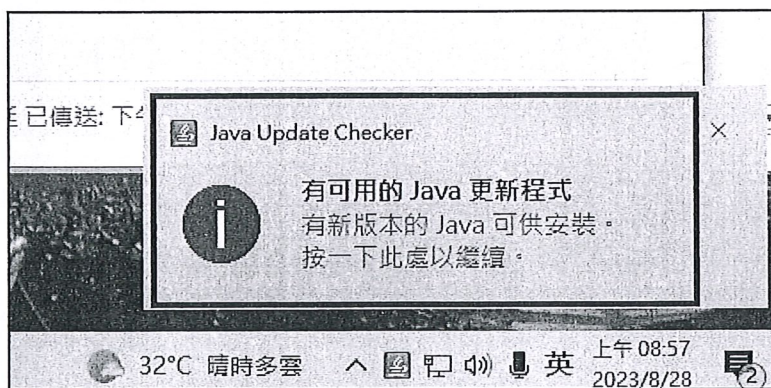 已傳送: 下午
Java Update Checker
有可用的 Java 更新程式
有新版本的 Java 可供安裝。
按一下此處以繼續。
32°C 晴時多雲
英
上午 08:57
2023/8/28
2